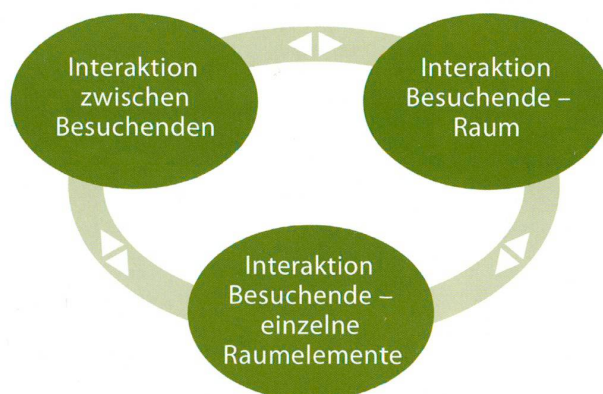 Interaktion
zwischen
Besuchenden
Interaktion
Besuchende –
Raum
Interaktion
Besuchende –
einzelne
Raumelemente